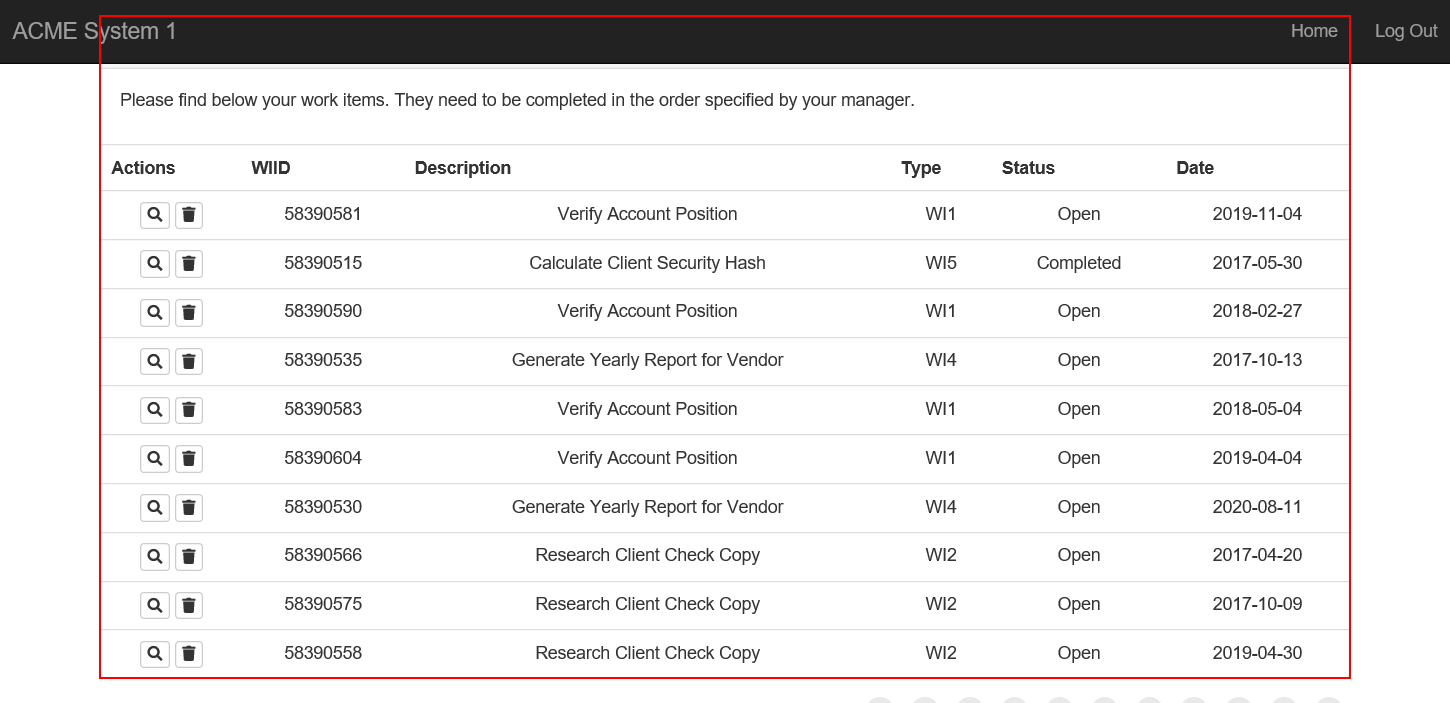 ACME System 1 Home Log Out
Please find below your work items. They need to be completed in the order specified by your manager.
Actions WIID Description Type Status Date
58390581 Verify Account Position WI1 Open 2019-11-04
58390515 Calculate Client Security Hash WI5 Completed 2017-05-30
58390590 Verify Account Position WI1 Open 2018-02-27
58390535 Generate Yearly Report for Vendor WI4 Open 2017-10-13
58390583 Verify Account Position WI1 Open 2018-05-04
58390604 Verify Account Position WI1 Open 2019-04-04
58390530 Generate Yearly Report for Vendor WI4 Open 2020-08-11
58390566 Research Client Check Copy WI2 Open 2017-04-20
58390575 Research Client Check Copy WI2 Open 2017-10-09
58390558 Research Client Check Copy WI2 Open 2019-04-30